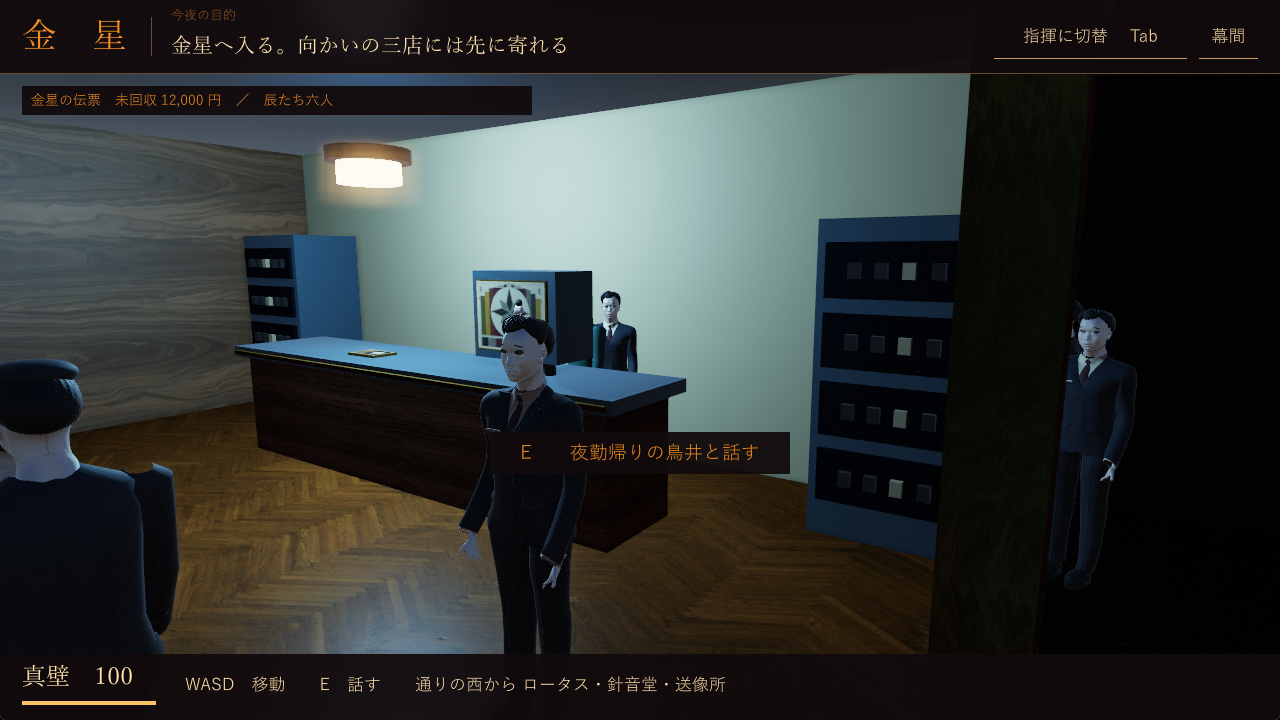 金 星
今夜の目的
金星へ入る。向かいの三店には先に寄れる
指揮に切替 Tab
幕間
金星の伝票 未回収 12,000 円 ／ 辰たち六人
E 夜勤帰りの鳥井と話す
真壁 100
WASD 移動 E 話す 通りの西から ロータス・針音堂・送像所